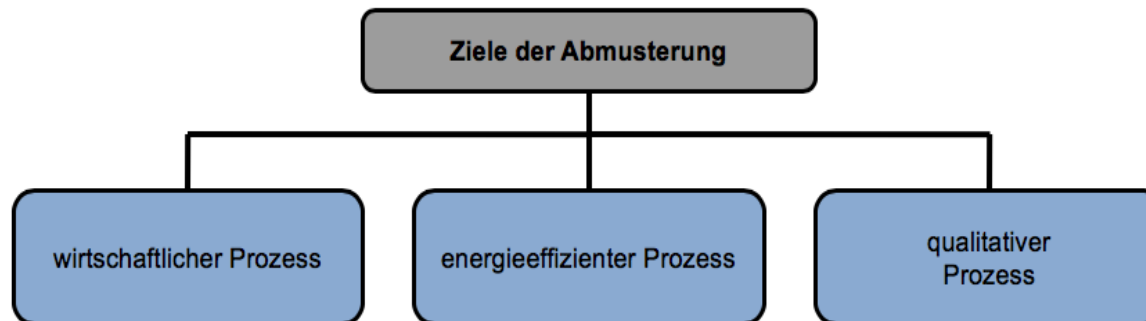 Ziele der Abmusterung
wirtschaftlicher Prozess
energieeffizienter Prozess
qualitativer
Prozess